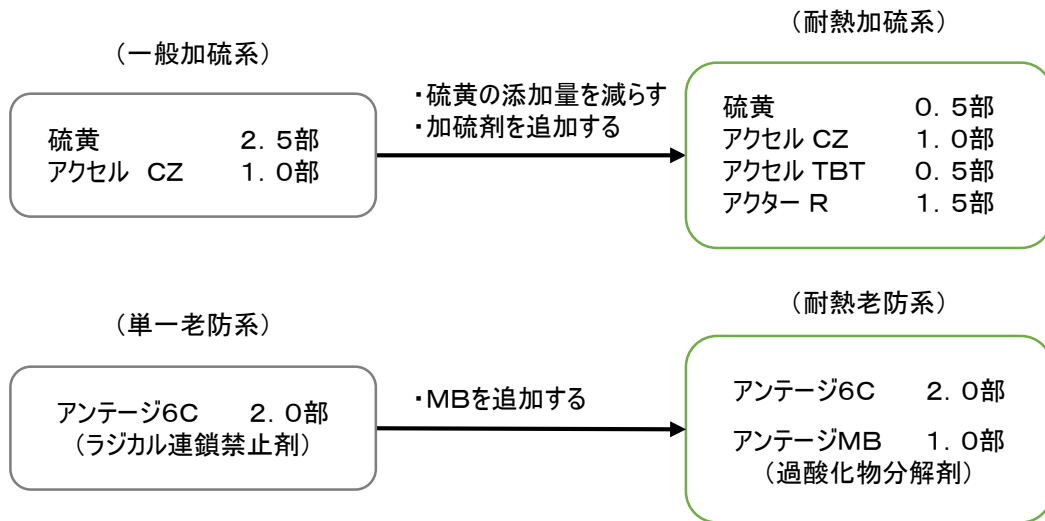 （一般加硫系）
硫黄　２．５部
アクセル　CZ　１．０部
・硫黄の添加量を減らす
・加硫剤を追加する
（耐熱加硫系）
硫黄　０．５部
アクセル CZ　１．０部
アクセル TBT　０．５部
アクター R　１．５部
（単一老防系）
アンテージ６C　２．０部
（ラジカル連鎖禁止剤）
・MBを追加する
（耐熱老防系）
アンテージ６C　２．０部
アンテージMB　１．０部
（過酸化物分解剤）